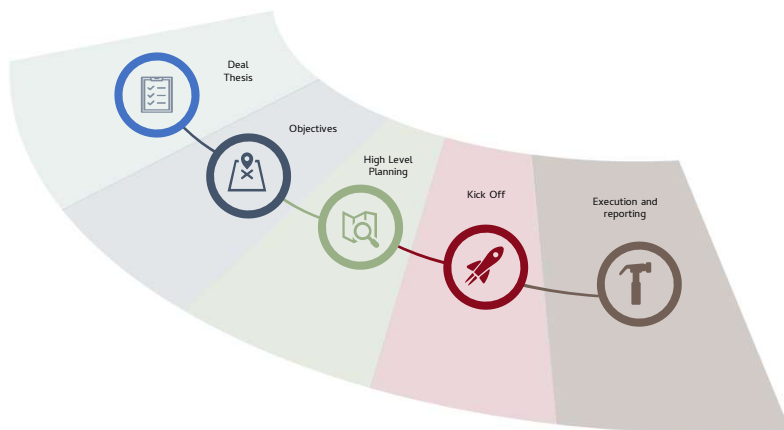 Deal
Thesis
Objectives
High Level
Planning
Kick Off
Execution and
reporting